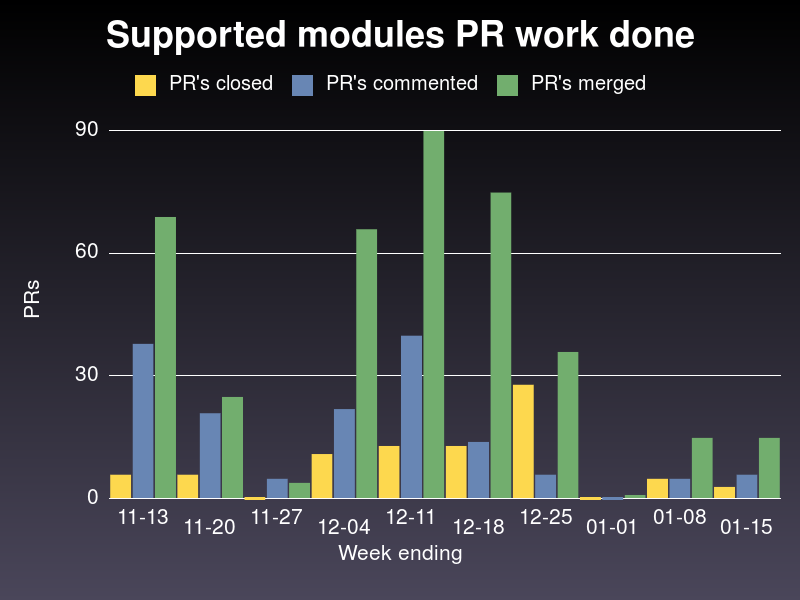 Supported modules PR work done
PR's closed PR's commented PR's merged
90
60
30
0
PRs
11-13 11-20 11-27 12-04 12-11 12-18 12-25 01-01 01-08 01-15
Week ending